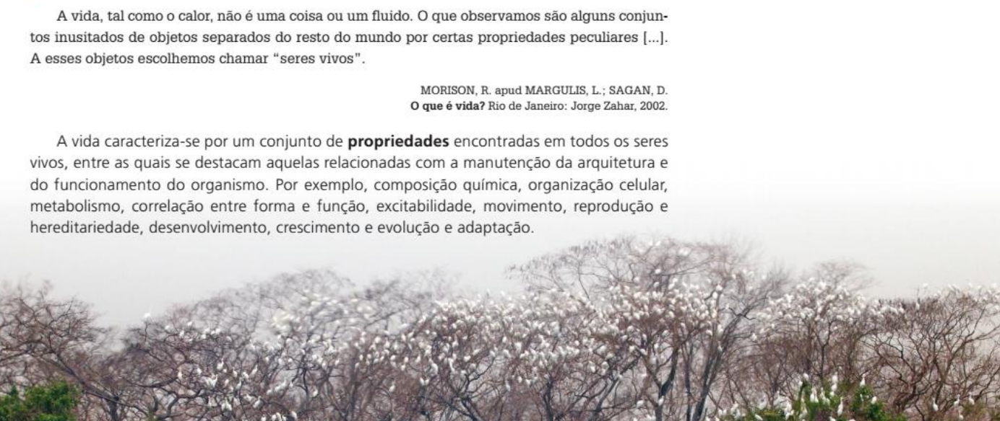 A vida, tal como o calor, não é uma coisa ou um fluido. O que observamos são alguns conjun-
tos inusitados de objetos separados do resto do mundo por certas propriedades peculiares [...].
A esses objetos escolhemos chamar “seres vivos”.
MORISON, R. apud MARGULIS, L.; SAGAN, D.
O que é vida? Rio de Janeiro: Jorge Zahar, 2002.
A vida caracteriza-se por um conjunto de propriedades encontradas em todos os seres
vivos, entre as quais se destacam aquelas relacionadas com a manutenção da arquitetura e
do funcionamento do organismo. Por exemplo, composição química, organização celular,
metabolismo, correlação entre forma e função, excitabilidade, movimento, reprodução e
hereditariedade, desenvolvimento, crescimento e evolução e adaptação.